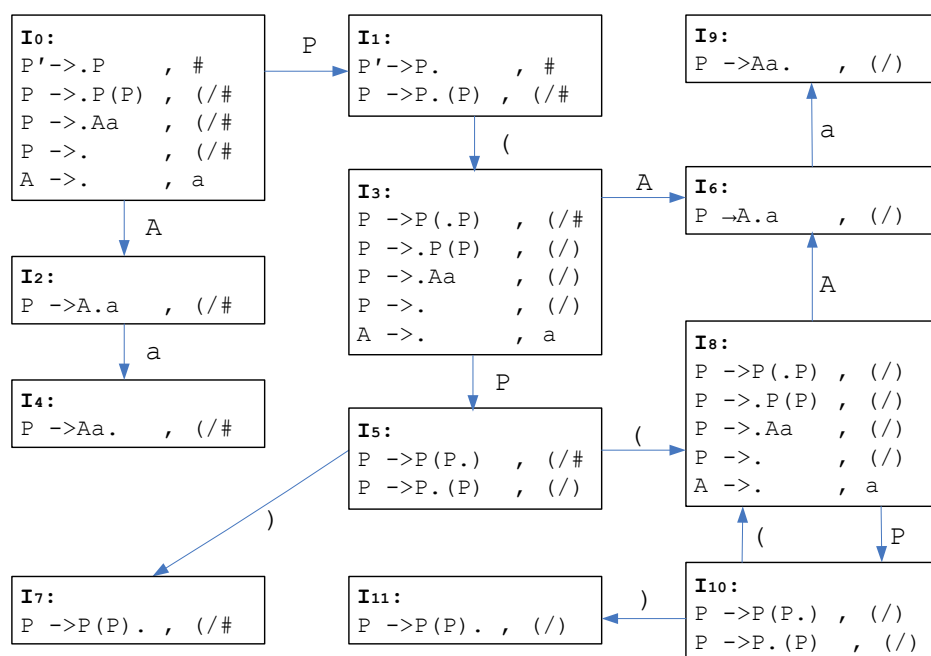 I0:
P'->.P , #
P ->.P(P) , (/#
P ->.Aa , (/#
P ->. , (/#
A ->. , a
P
I1:
P'->P. , #
P ->P.(P) , (/#
I9:
P ->Aa. , (/)
(
a
A
I3:
P ->P(.P) , (/#
P ->.P(P) , (/)
P ->.Aa , (/)
P ->. , (/)
A ->. , a
A
I6:
P →A.a , (/)
I2:
P ->A.a , (/#
A
a
P
I8:
P ->P(.P) , (/)
P ->.P(P) , (/)
P ->.Aa , (/)
P ->. , (/)
A ->. , a
I4:
P ->Aa. , (/#
I5:
P ->P(P.) , (/#
P ->P.(P) , (/)
(
)
(
P
I7:
P ->P(P). , (/#
I11:
P ->P(P). , (/)
)
I10:
P ->P(P.) , (/)
P ->P.(P) , (/)